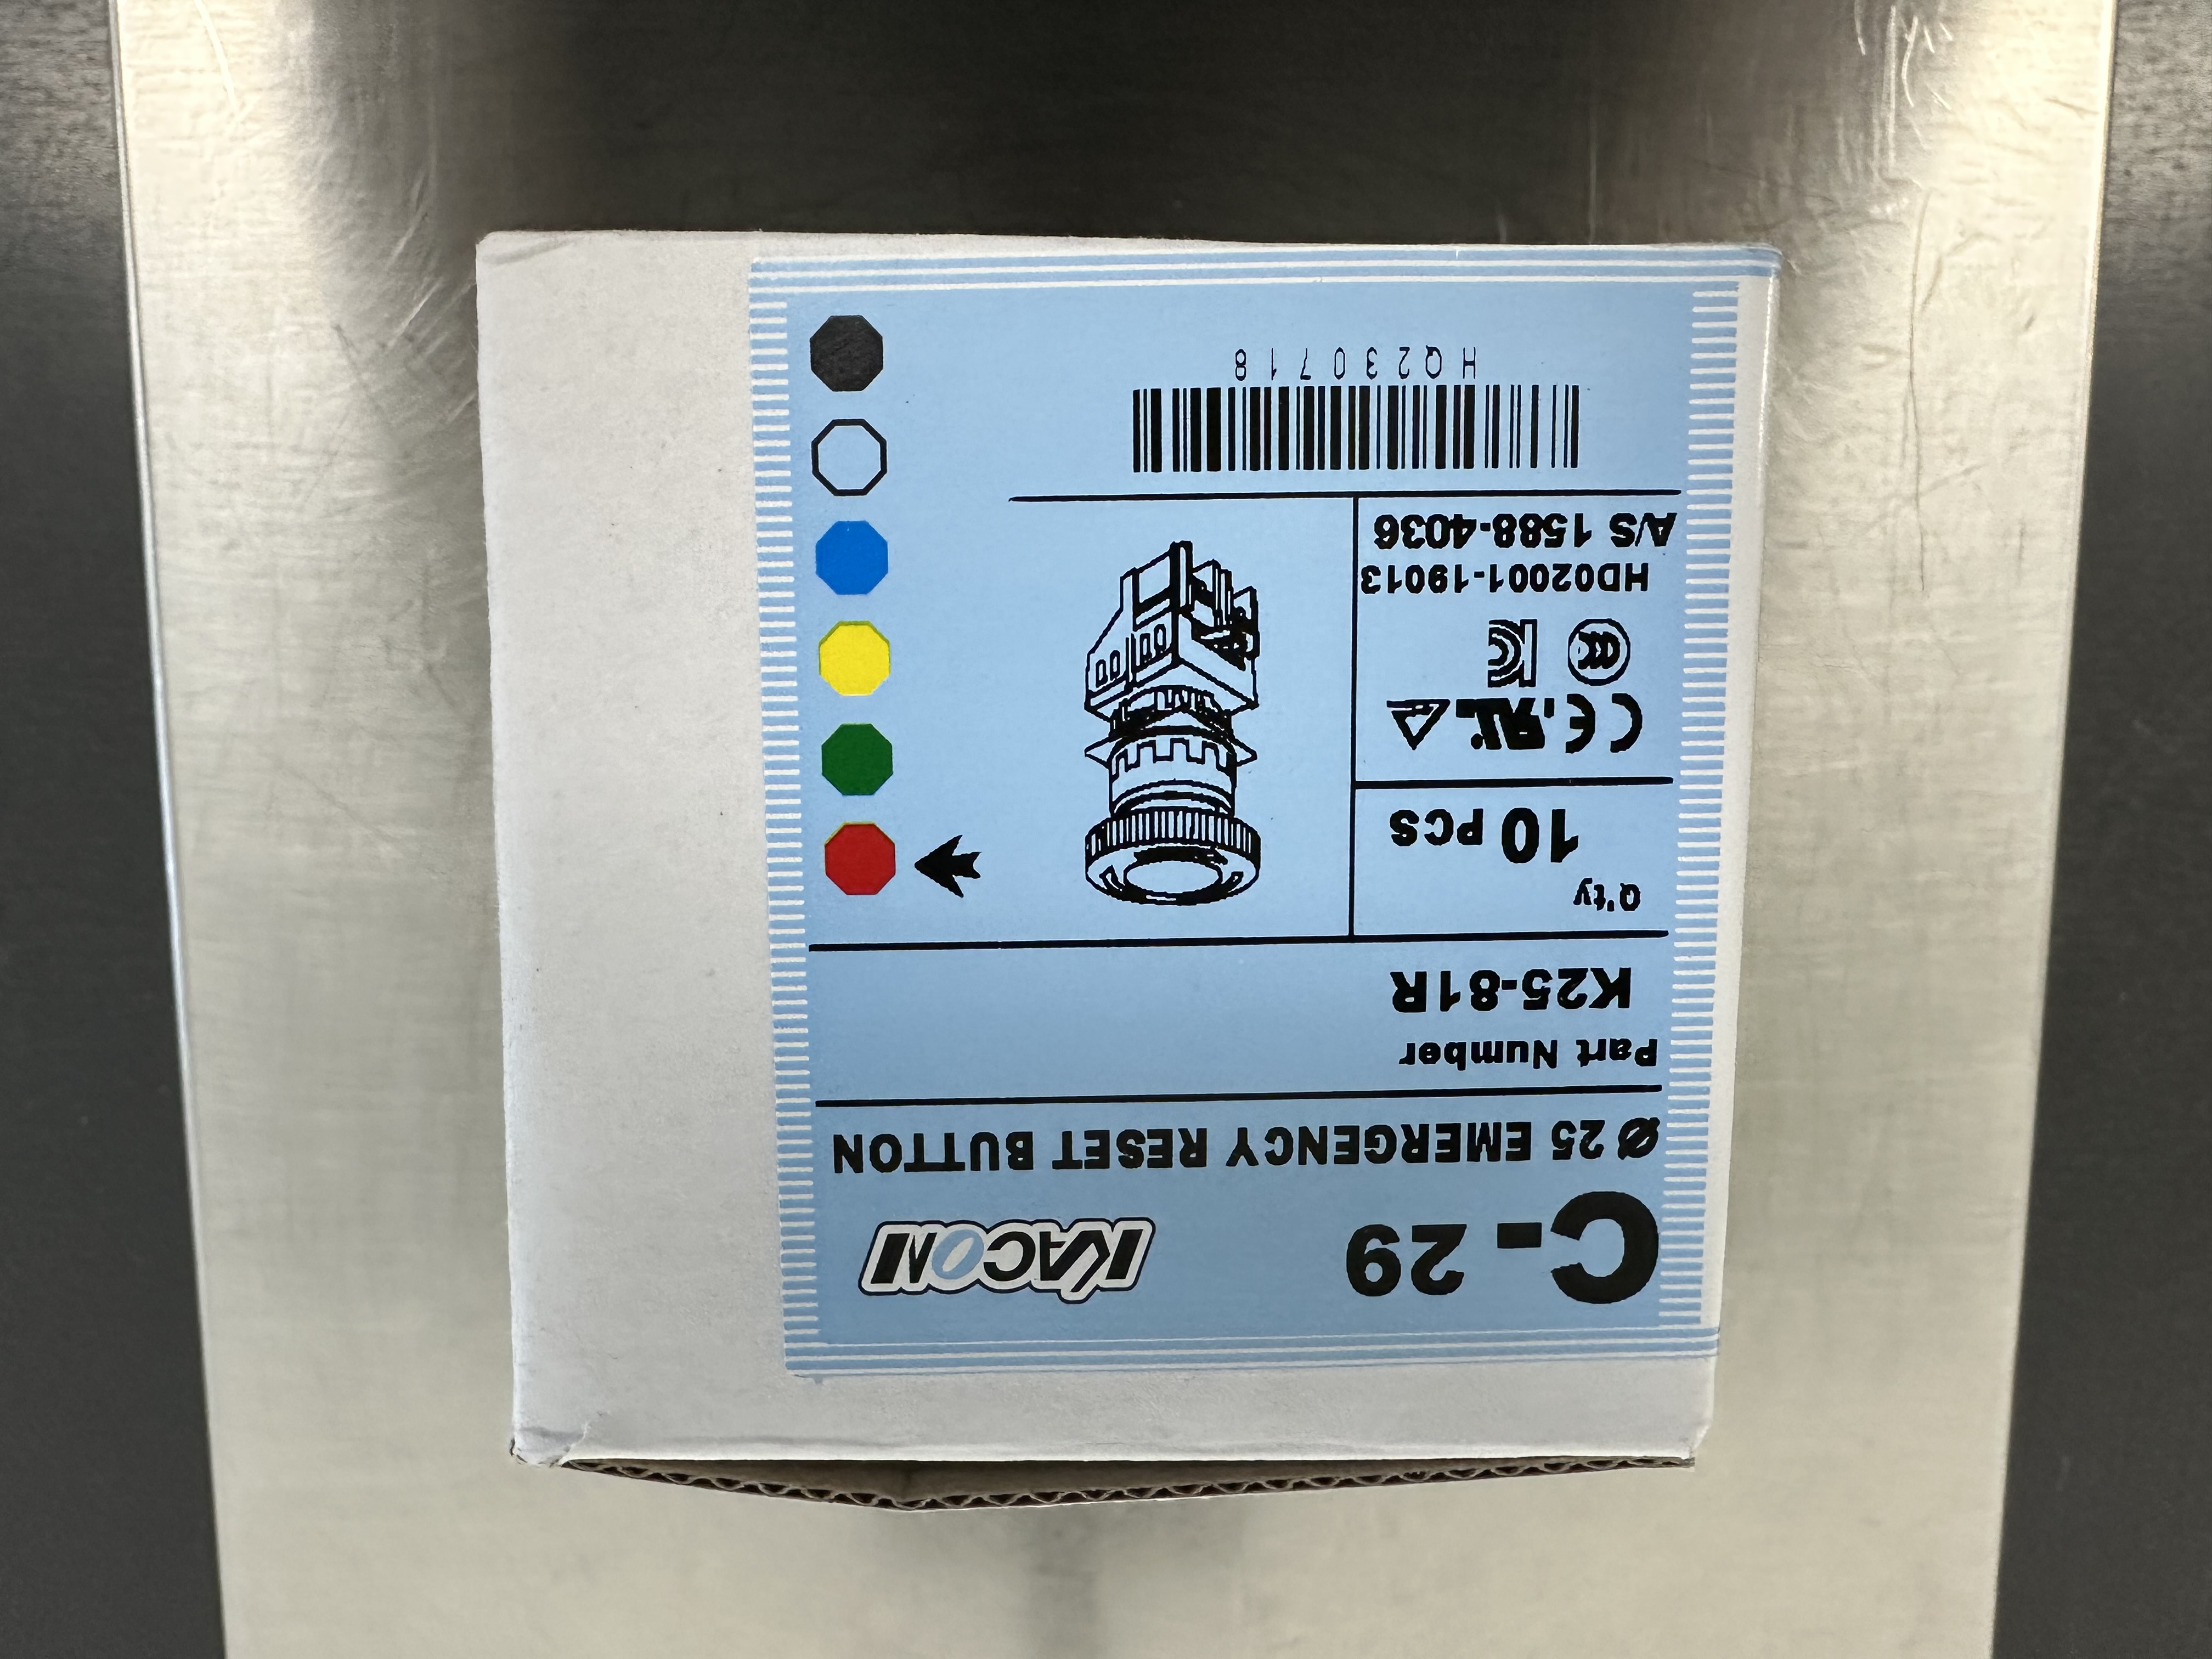 C-29 KACON
Ø 25 EMERGENCY RESET BUTTON
Part Number
K25-81R
Q'ty
10 PCS
HD02001-19013
A/S 1588-4036
HQ230718